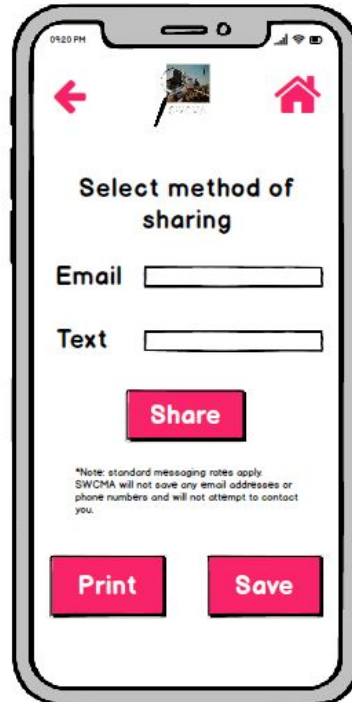 09:20 PM
SWCMA
Select method of
sharing
Email
Text
Share
*Note: standard messaging rates apply.
SWCMA will not save any email addresses or
phone numbers and will not attempt to contact
you.
Print
Save